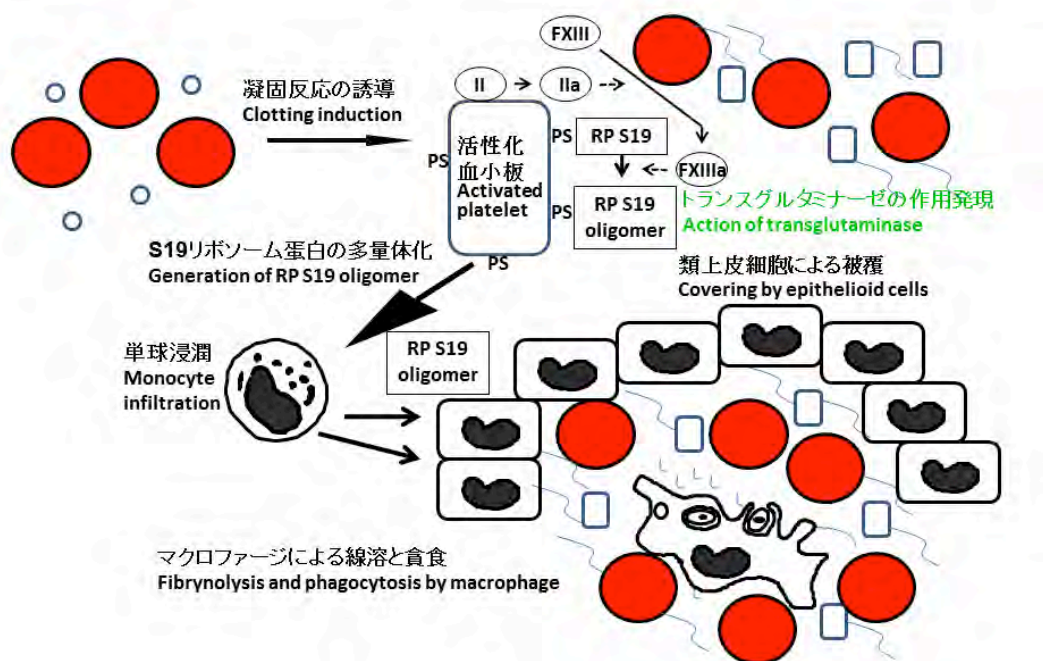 FXIII
II
IIa
凝固反応の誘導
Clotting induction
PS
活性化
血小板
Activated
platelet
PS
RP S19
FXIIIa
PS
RP S19
oligomer
トランスグルタミナーゼの作用発現
Action of transglutaminase
S19リボソーム蛋白の多量体化
Generation of RP S19 oligomer
PS
類上皮細胞による被覆
Covering by epithelioid cells
単球浸潤
Monocyte
infiltration
RP S19
oligomer
マクロファージによる線溶と貪食
Fibrynolysis and phagocytosis by macrophage